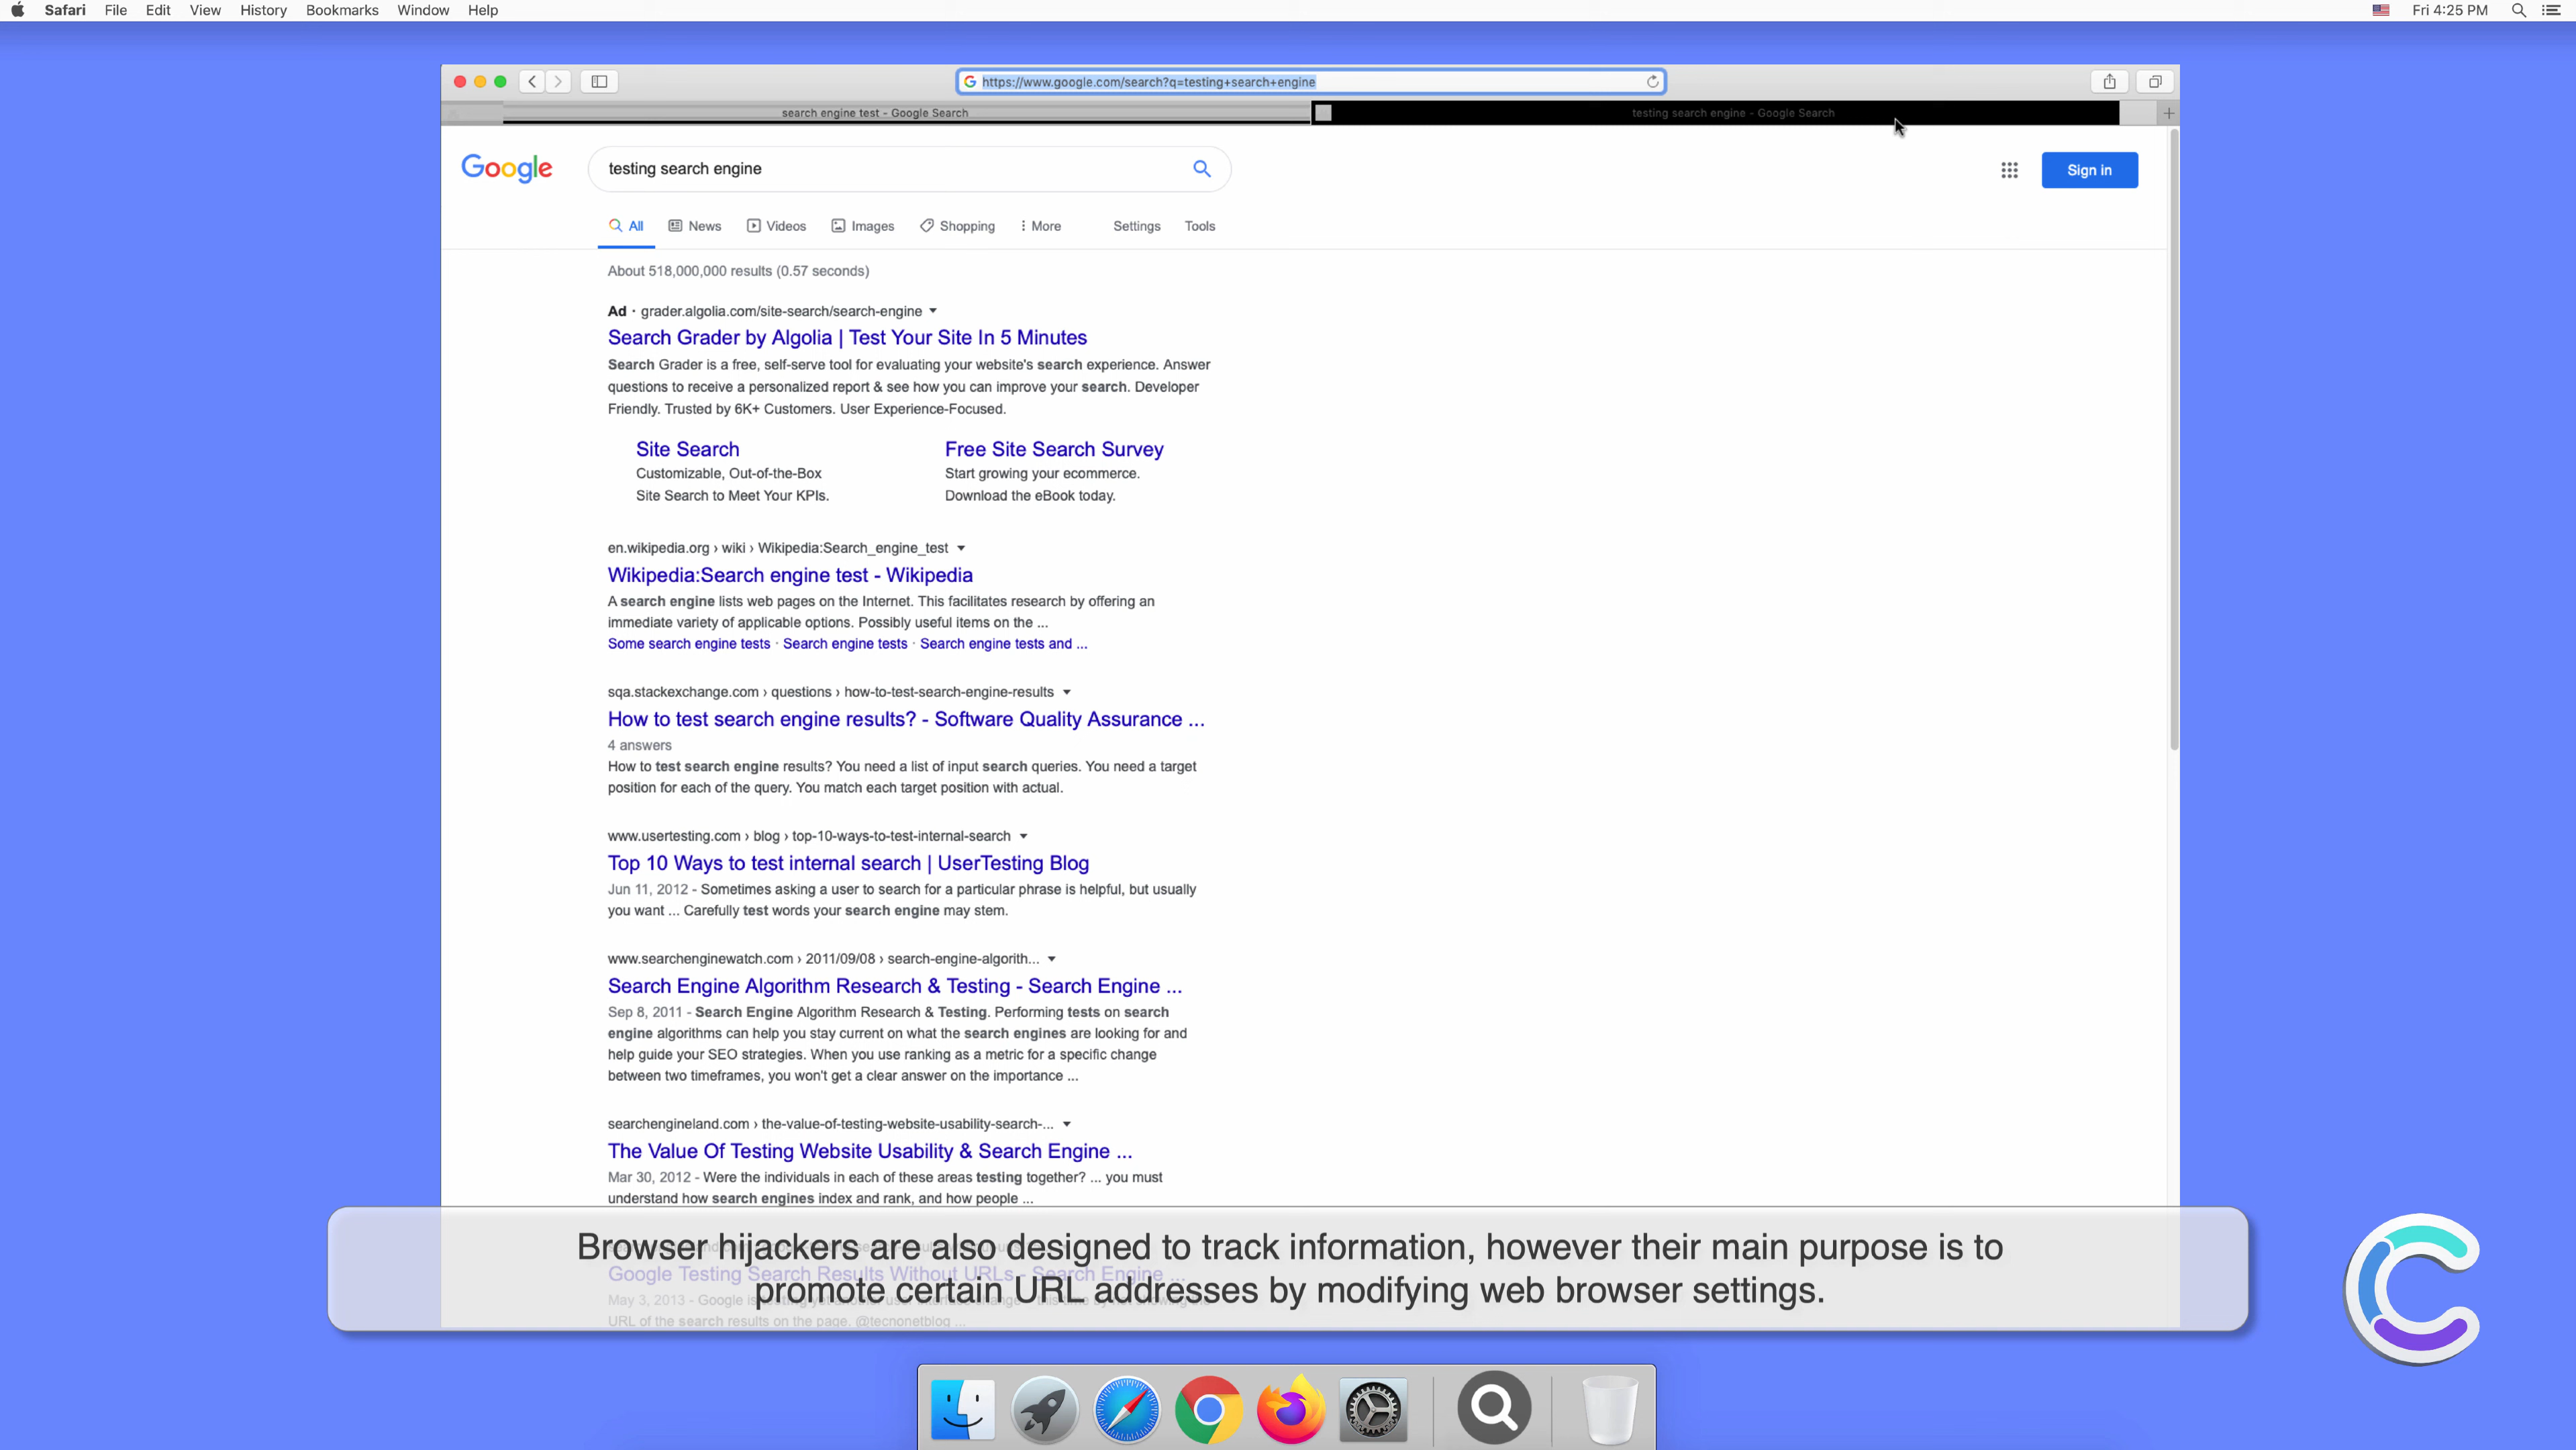 Safari File Edit View History Bookmarks Window Help Fri 4:25 PM
https://www.google.com/search?q=testing+search+engine
search engine test - Google Search
testing search engine - Google Search
Google testing search engine Sign in
All News Videos Images Shopping More Settings Tools
About 518,000,000 results (0.57 seconds)
Ad · grader.algolia.com/site-search/search-engine
Search Grader by Algolia | Test Your Site In 5 Minutes
Search Grader is a free, self-serve tool for evaluating your website's search experience. Answer
questions to receive a personalized report & see how you can improve your search. Developer
Friendly. Trusted by 6K+ Customers. User Experience-Focused.
Site Search
Customizable, Out-of-the-Box
Site Search to Meet Your KPIs.
Free Site Search Survey
Start growing your ecommerce.
Download the eBook today.
en.wikipedia.org › wiki › Wikipedia:Search_engine_test
Wikipedia:Search engine test - Wikipedia
A search engine lists web pages on the Internet. This facilitates research by offering an
immediate variety of applicable options. Possibly useful items on the ...
Some search engine tests · Search engine tests · Search engine tests and ...
sqa.stackexchange.com › questions › how-to-test-search-engine-results
How to test search engine results? - Software Quality Assurance ...
4 answers
How to test search engine results? You need a list of input search queries. You need a target
position for each of the query. You match each target position with actual.
www.usertesting.com › blog › top-10-ways-to-test-internal-search
Top 10 Ways to test internal search | UserTesting Blog
Jun 11, 2012 - Sometimes asking a user to search for a particular phrase is helpful, but usually
you want ... Carefully test words your search engine may stem.
www.searchenginewatch.com › 2011/09/08 › search-engine-algorith...
Search Engine Algorithm Research & Testing - Search Engine ...
Sep 8, 2011 - Search Engine Algorithm Research & Testing. Performing tests on search
engine algorithms can help you stay current on what the search engines are looking for and
help guide your SEO strategies. When you use ranking as a metric for a specific change
between two timeframes, you won't get a clear answer on the importance ...
searchengineland.com › the-value-of-testing-website-usability-search-...
The Value Of Testing Website Usability & Search Engine ...
Mar 30, 2012 - Were the individuals in each of these areas testing together? ... you must
understand how search engines index and rank, and how people ...
Browser hijackers are also designed to track information, however their main purpose is to
promote certain URL addresses by modifying web browser settings.
Google Testing Search Results Without URLs - Search Engine ...
May 3, 2013 - Google is
URL of the search results on the page. @tecnonetblog ...